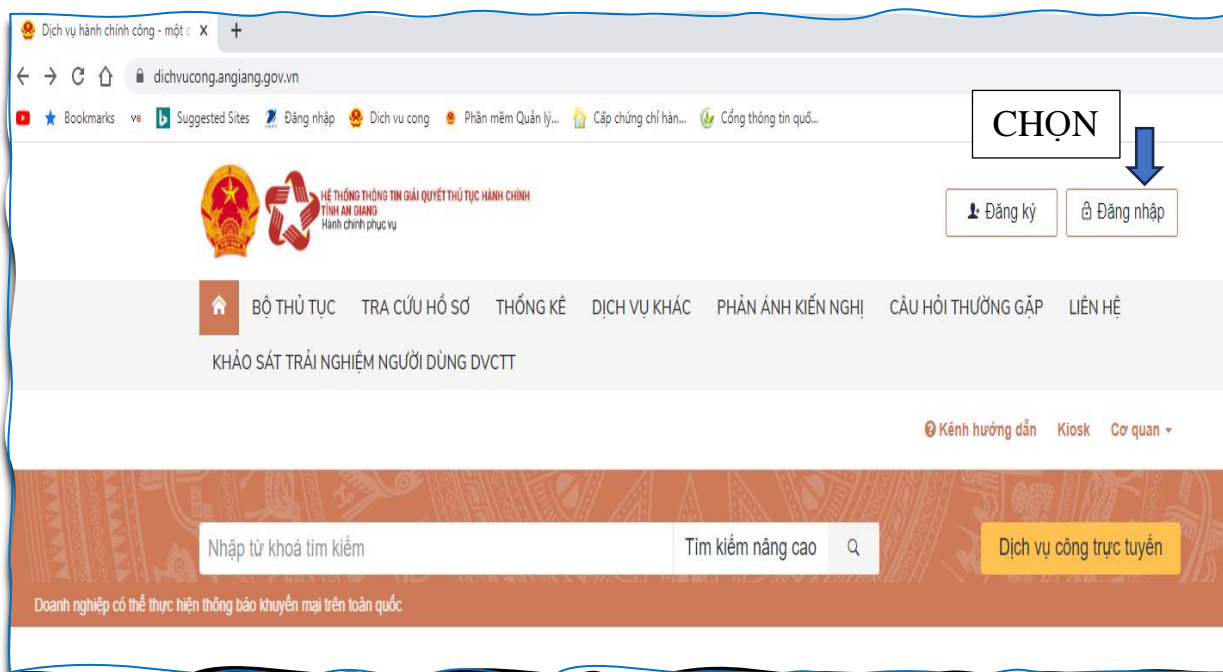 Dịch vụ hành chính công - một c
dichvucong.angiang.gov.vn
Bookmarks V8 Suggested Sites Đăng nhập Dich vu cong Phần mềm Quản lý... Cấp chứng chỉ hàn... Cổng thông tin quố...
CHỌN
HỆ THỐNG THÔNG TIN GIẢI QUYẾT THỦ TỤC HÀNH CHÍNH
TỈNH AN GIANG
Hành chính phục vụ
Đăng ký Đăng nhập
BỘ THỦ TỤC TRA CỨU HỒ SƠ THỐNG KÊ DỊCH VỤ KHÁC PHẢN ÁNH KIẾN NGHỊ CÂU HỎI THƯỜNG GẶP LIÊN HỆ
KHẢO SÁT TRẢI NGHIỆM NGƯỜI DÙNG DVCTT
Kênh hướng dẫn Kiosk Cơ quan
Nhập từ khoá tìm kiếm Tìm kiếm nâng cao Dịch vụ công trực tuyến
Doanh nghiệp có thể thực hiện thông báo khuyến mại trên toàn quốc